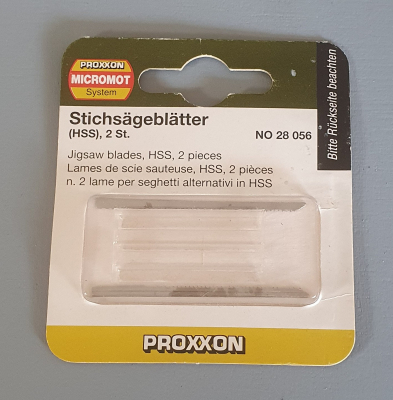 PROXXON
MICROMOT
System
Stichsägeblätter
(HSS), 2 St.
NO 28 056
Jigsaw blades, HSS, 2 pieces
Lames de scie sauteuse, HSS, 2 pièces
n. 2 lame per seghetti alternativi in HSS
Bitte Rückseite beachten
PROXXON